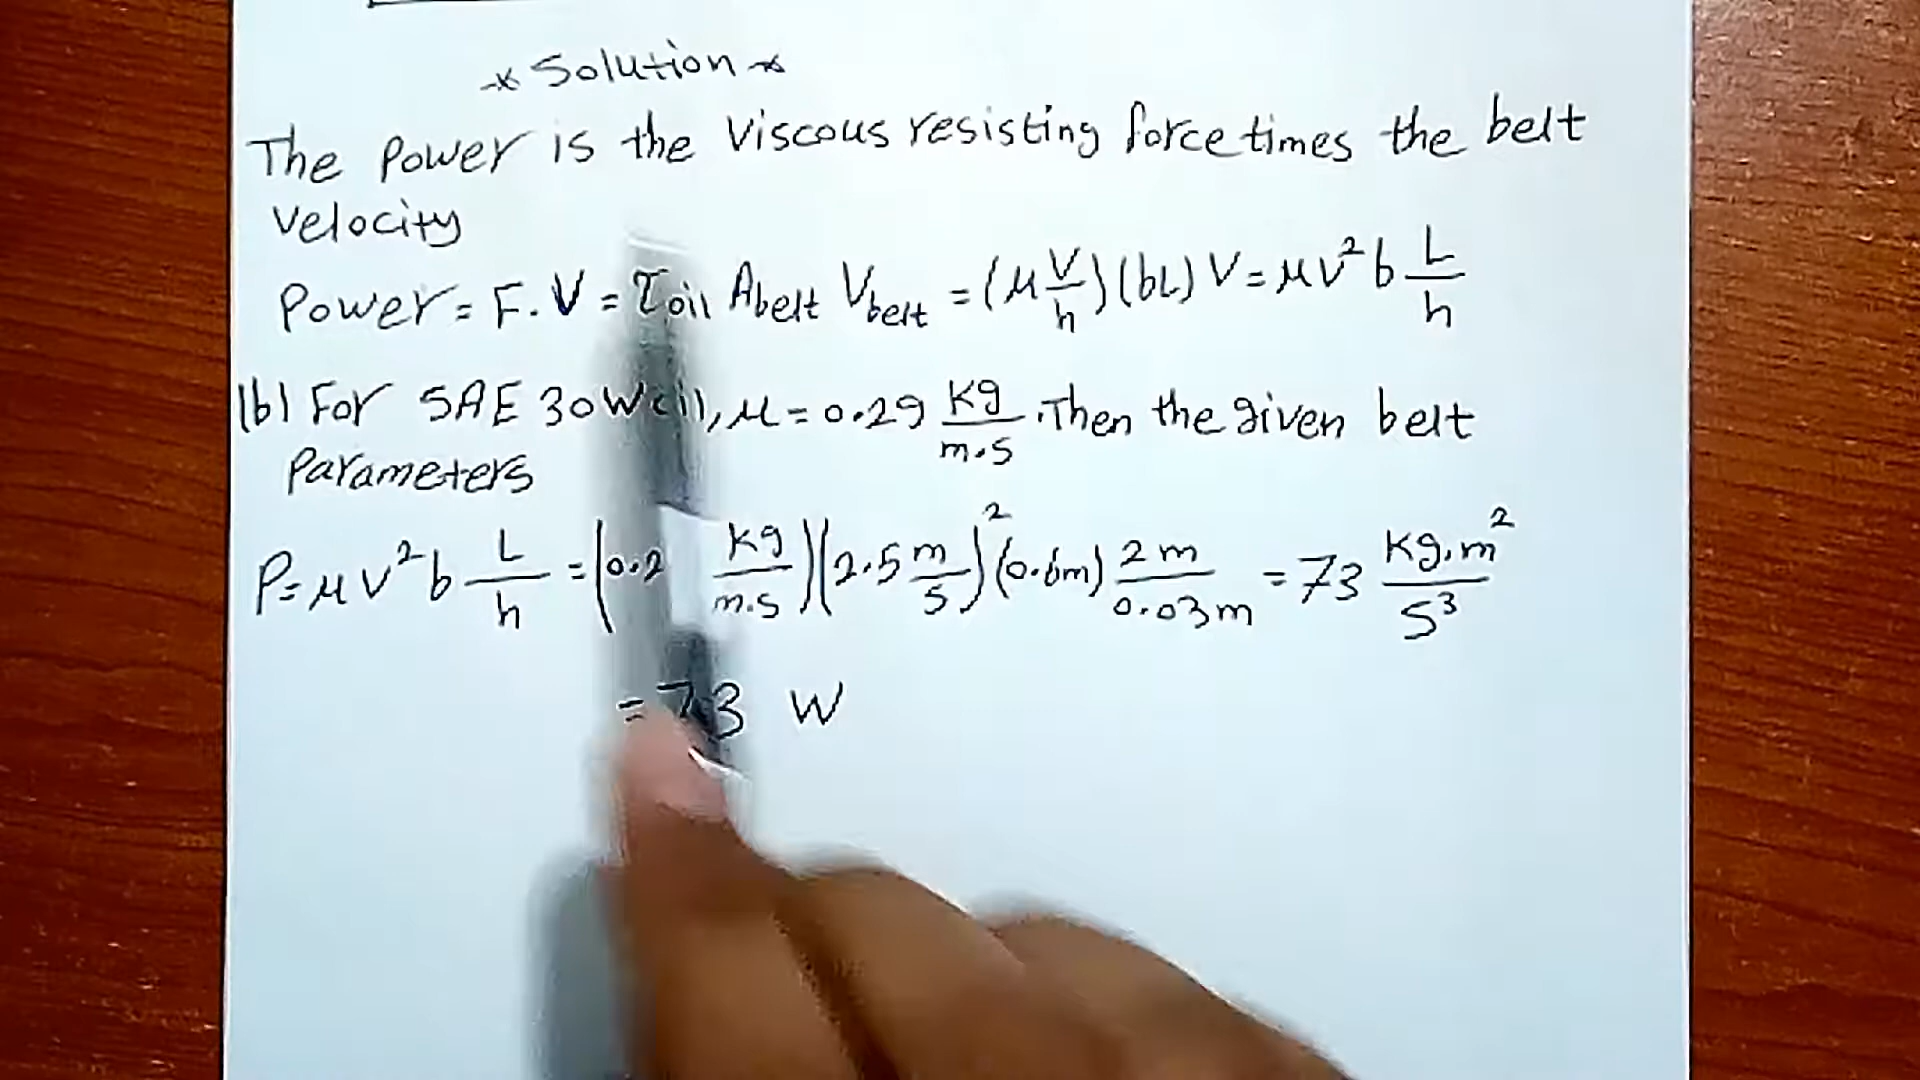 * Solution *
The Power is the Viscous resisting force times the belt
Velocity
Power = F.V = τoil Abelt Vbelt = (μ V/h)(bL) V = μV² b L/h
(b) For SAE 30W oil, μ = 0.29 kg/m.s . Then the given belt
Parameters
P = μV² b L/h = (0.2 kg/m.s)(2.5 m/s)² (0.6m) 2m/0.03m = 73 kg.m²/s³
= 73 W